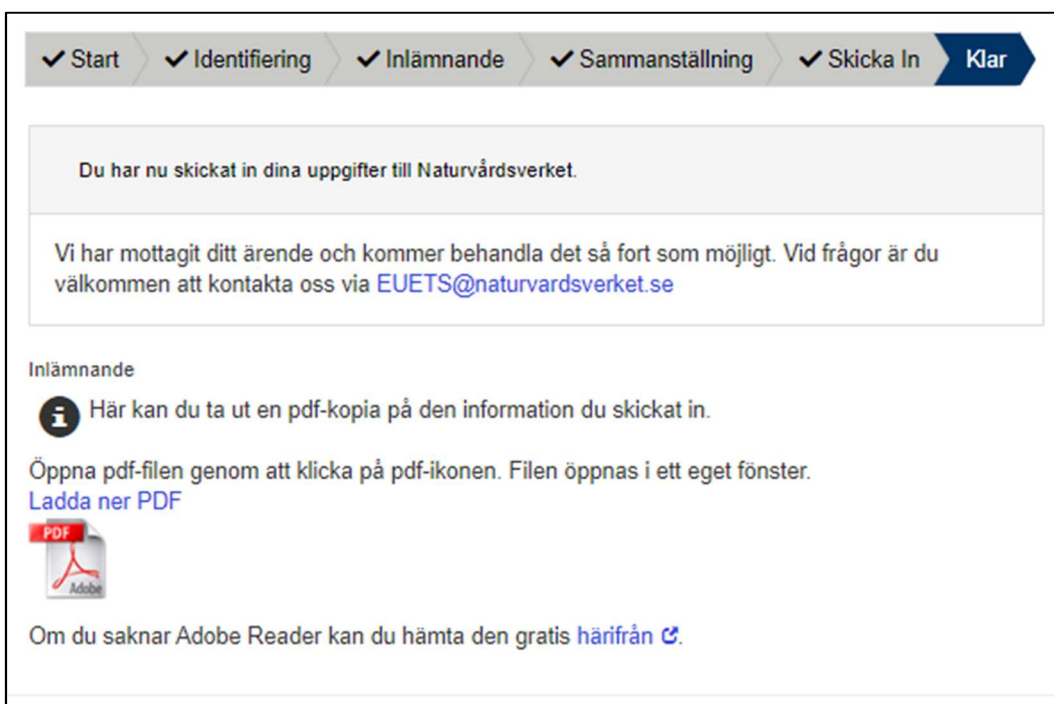 Start Identifiering Inlämnande Sammanställning Skicka In Klar
Du har nu skickat in dina uppgifter till Naturvårdsverket.
Vi har mottagit ditt ärende och kommer behandla det så fort som möjligt. Vid frågor är du
välkommen att kontakta oss via EUETS@naturvardsverket.se
Inlämnande
Här kan du ta ut en pdf-kopia på den information du skickat in.
Öppna pdf-filen genom att klicka på pdf-ikonen. Filen öppnas i ett eget fönster.
Ladda ner PDF
PDF
Adobe
Om du saknar Adobe Reader kan du hämta den gratis härifrån.